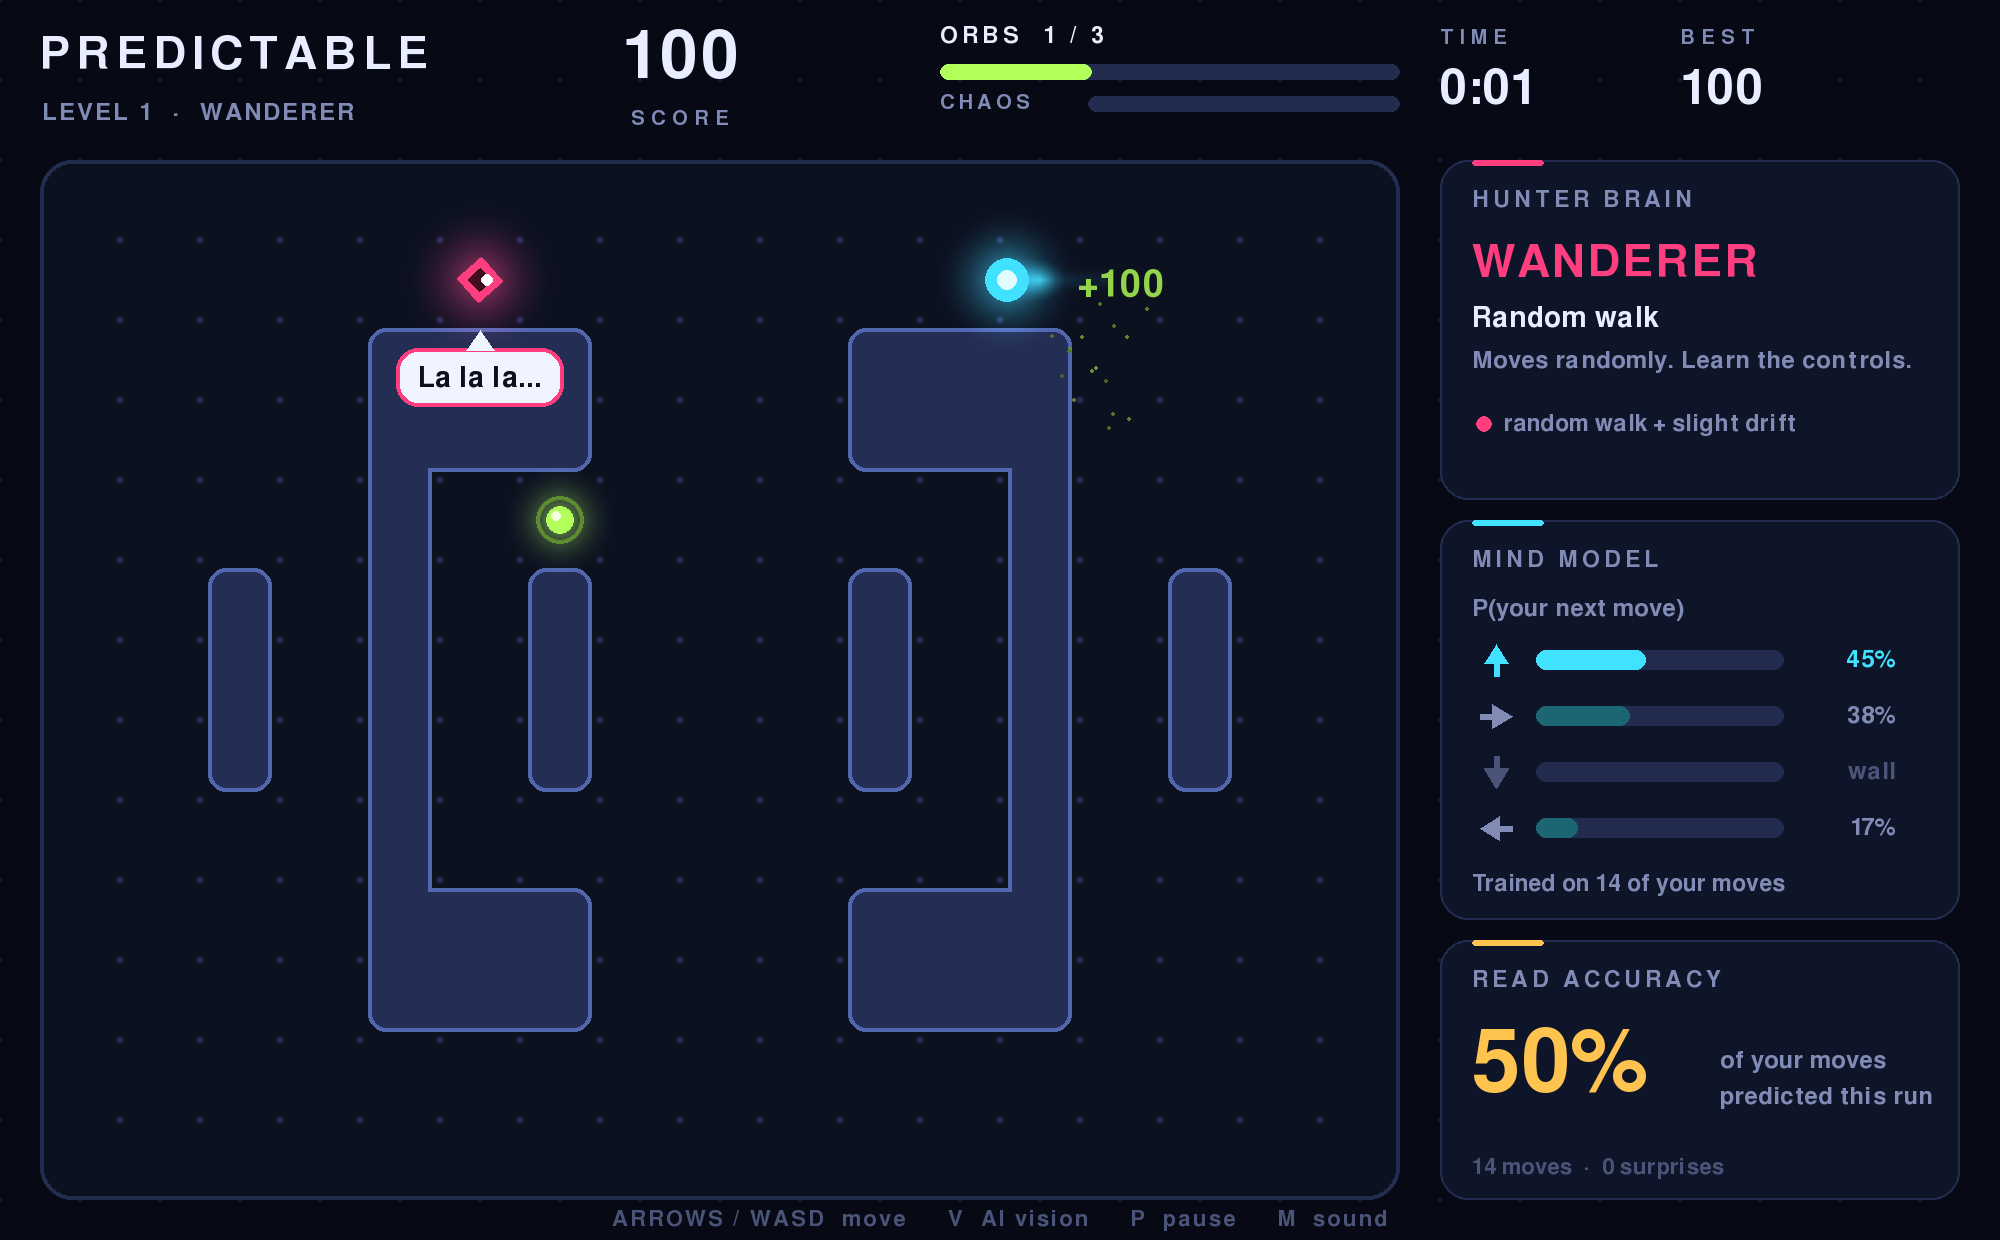 PREDICTABLE
LEVEL 1 · WANDERER
100
SCORE
ORBS 1 / 3
CHAOS
TIME
0:01
BEST
100
+100
La la la...
HUNTER BRAIN
WANDERER
Random walk
Moves randomly. Learn the controls.
random walk + slight drift
MIND MODEL
P(your next move)
45%
38%
wall
17%
Trained on 14 of your moves
READ ACCURACY
50%
of your moves
predicted this run
14 moves · 0 surprises
ARROWS / WASD move V AI vision P pause M sound